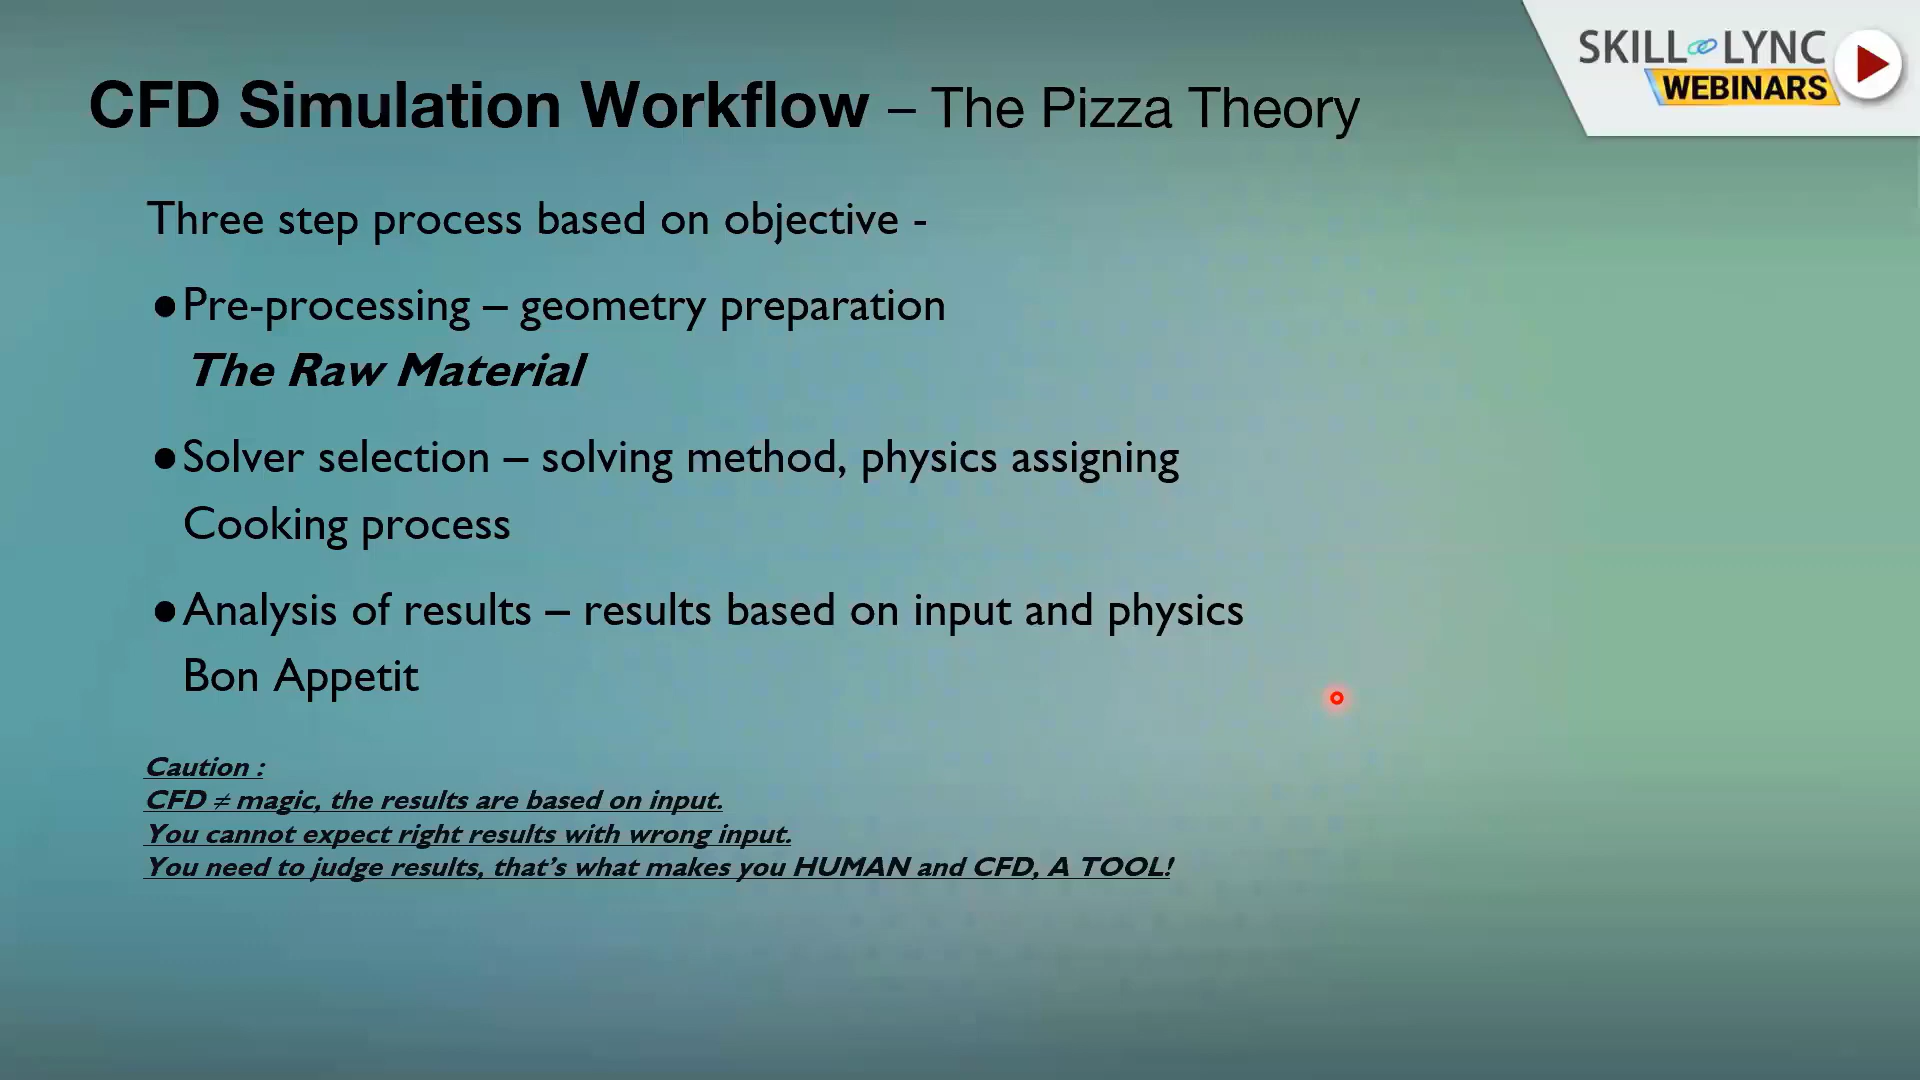 SKILL LYNC
WEBINARS
CFD Simulation Workflow – The Pizza Theory
Three step process based on objective -
●Pre-processing – geometry preparation
The Raw Material
●Solver selection – solving method, physics assigning
Cooking process
●Analysis of results – results based on input and physics
Bon Appetit
Caution :
CFD ≠ magic, the results are based on input.
You cannot expect right results with wrong input.
You need to judge results, that’s what makes you HUMAN and CFD, A TOOL!